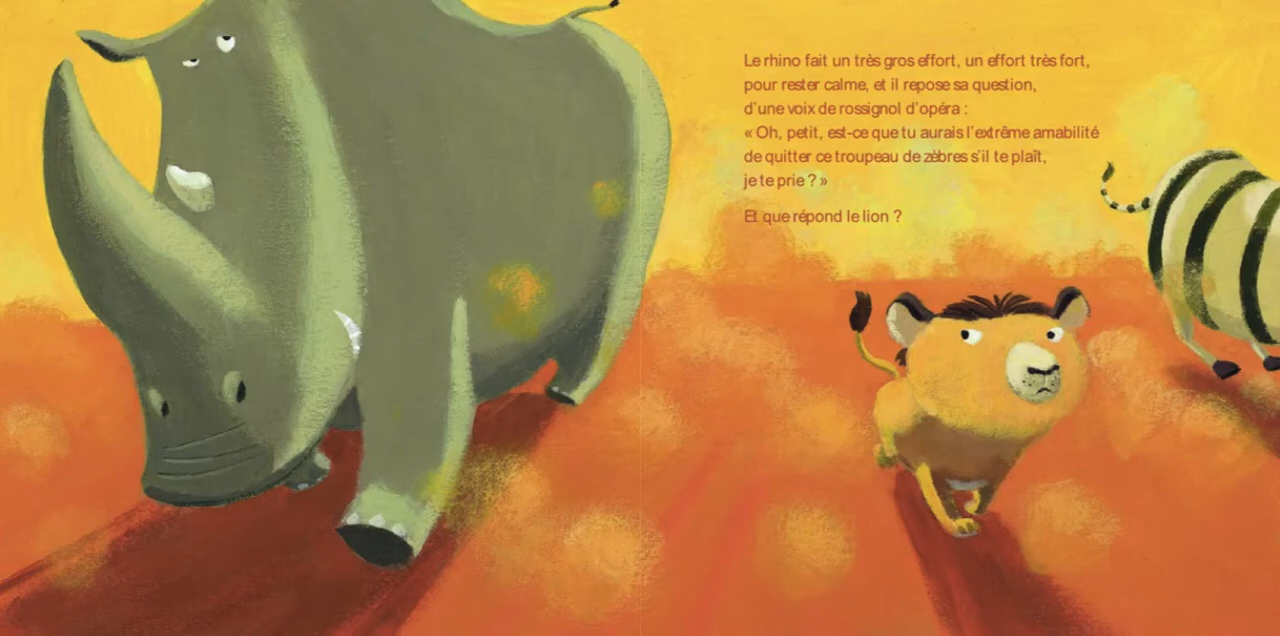 Le rhino fait un très gros effort, un effort très fort,
pour rester calme, et il repose sa question,
d'une voix de rossignol d'opéra :
« Oh, petit, est-ce que tu aurais l'extrême amabilité
de quitter ce troupeau de zèbres s'il te plaît,
je te prie ? »
Et que répond le lion ?